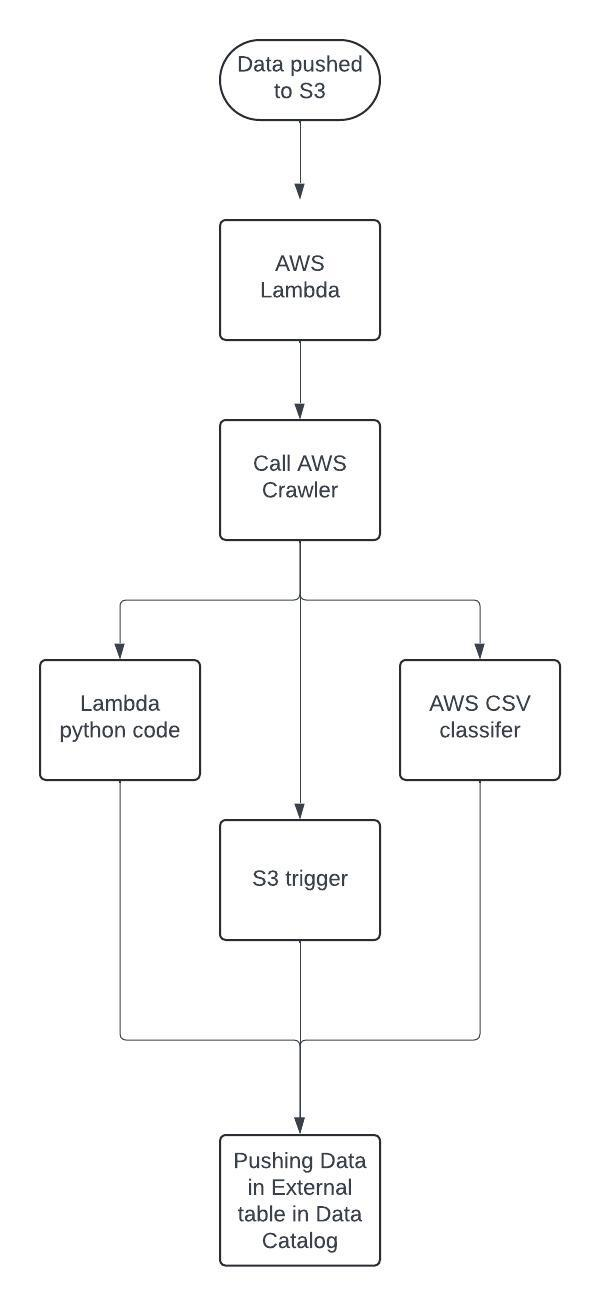 Data pushed
to S3
AWS
Lambda
Call AWS
Crawler
Lambda
python code
AWS CSV
classifer
S3 trigger
Pushing Data
in External
table in Data
Catalog